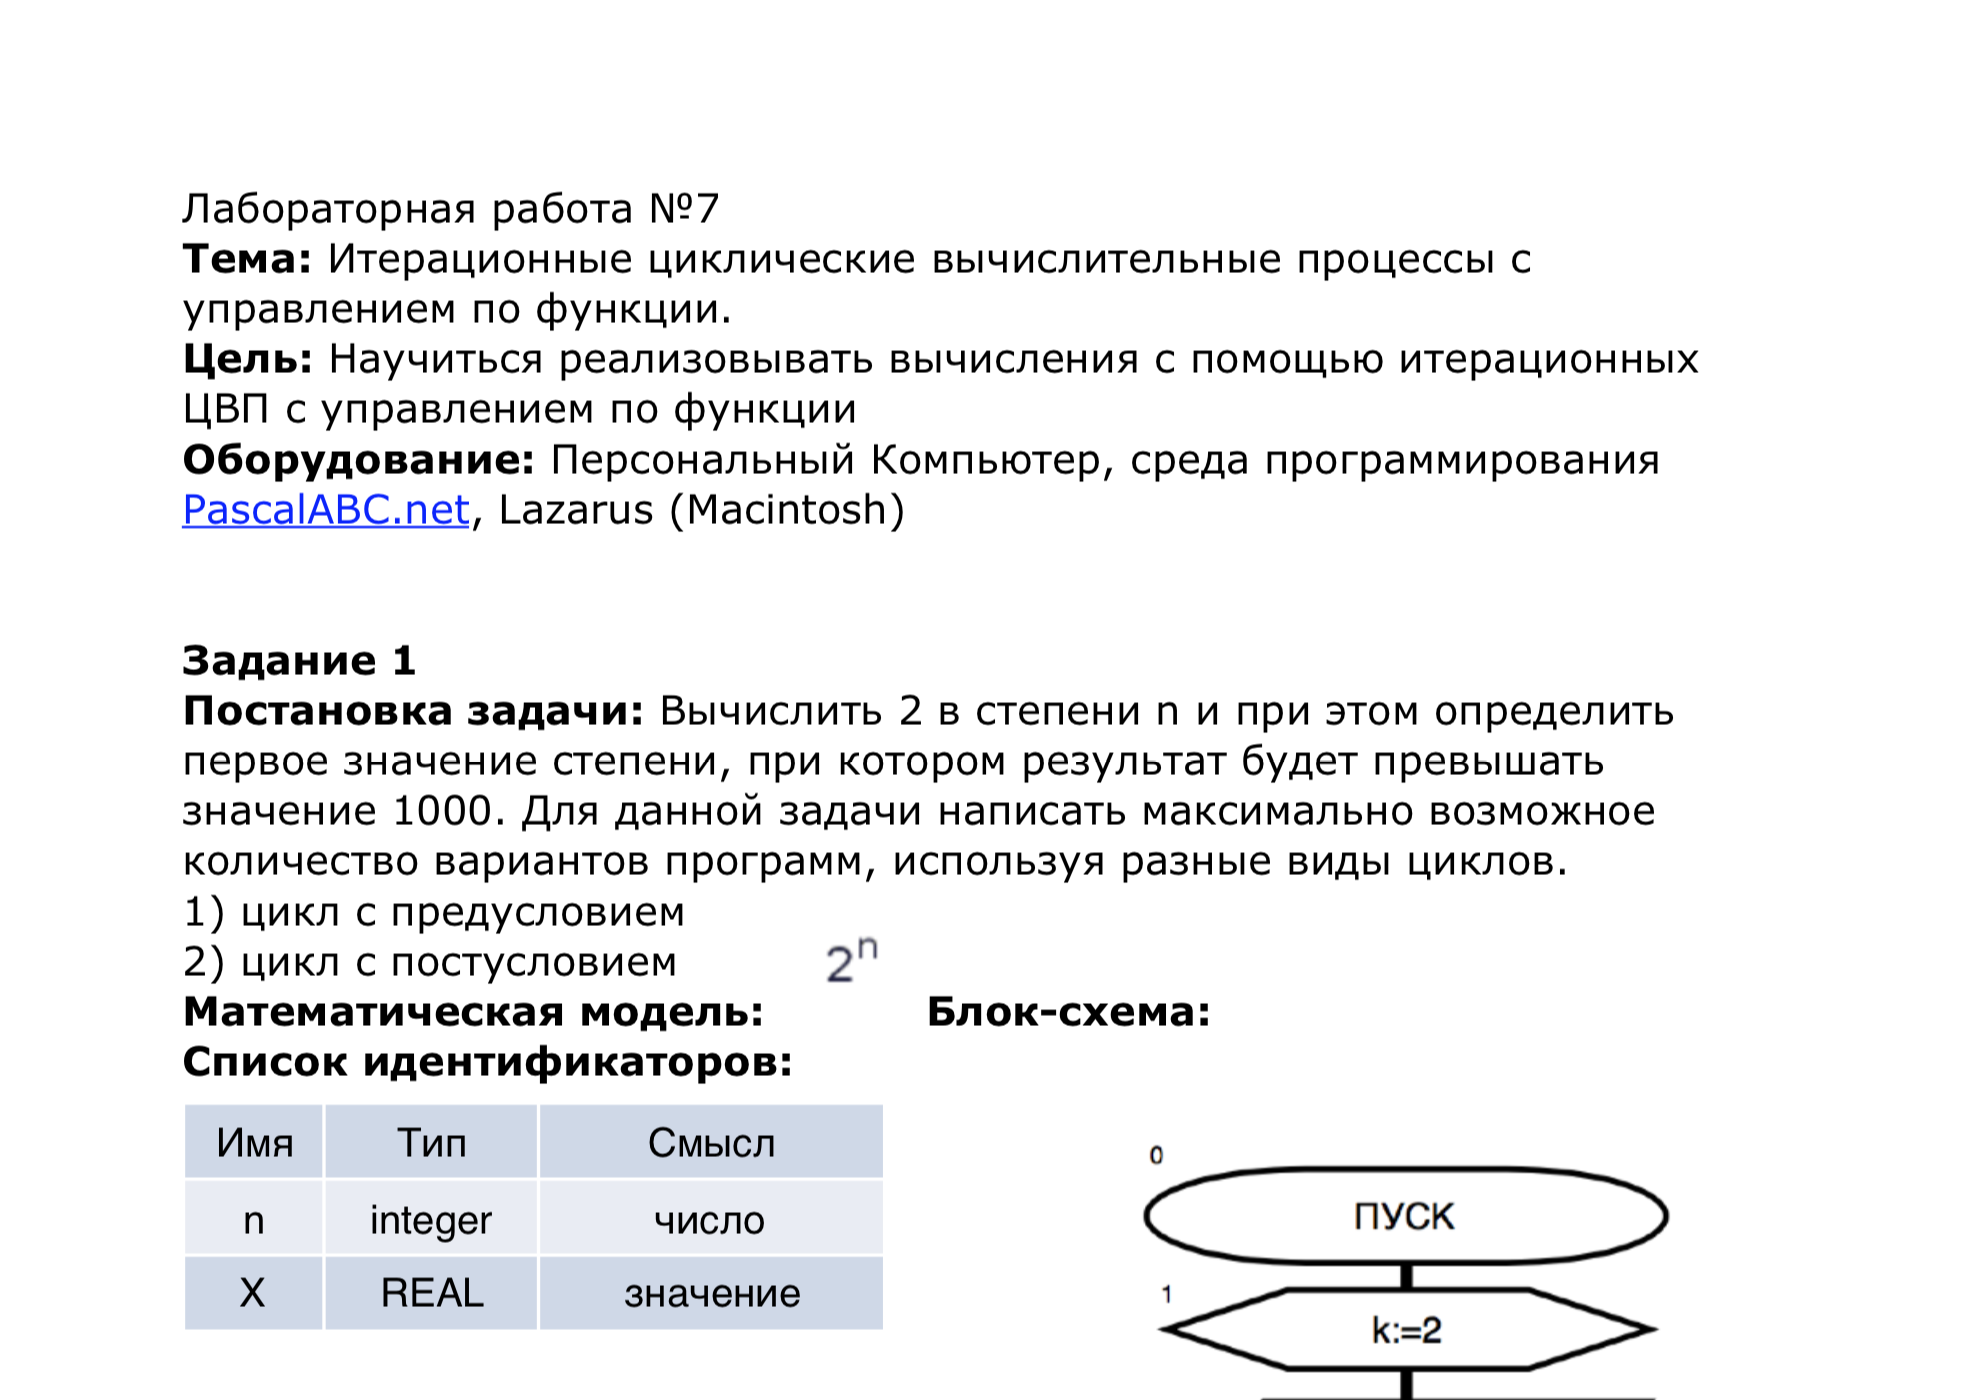 Лабораторная работа №7
Тема: Итерационные циклические вычислительные процессы с
управлением по функции.
Цель: Научиться реализовывать вычисления с помощью итерационных
ЦВП с управлением по функции
Оборудование: Персональный Компьютер, среда программирования
PascalABC.net, Lazarus (Macintosh)
Задание 1
Постановка задачи: Вычислить 2 в степени n и при этом определить
первое значение степени, при котором результат будет превышать
значение 1000. Для данной задачи написать максимально возможное
количество вариантов программ, используя разные виды циклов.
1) цикл с предусловием
2) цикл с постусловием
2ⁿ
Математическая модель: Блок-схема:
Список идентификаторов:
Имя Тип Смысл
n integer число
X REAL значение
0
ПУСК
1
k:=2